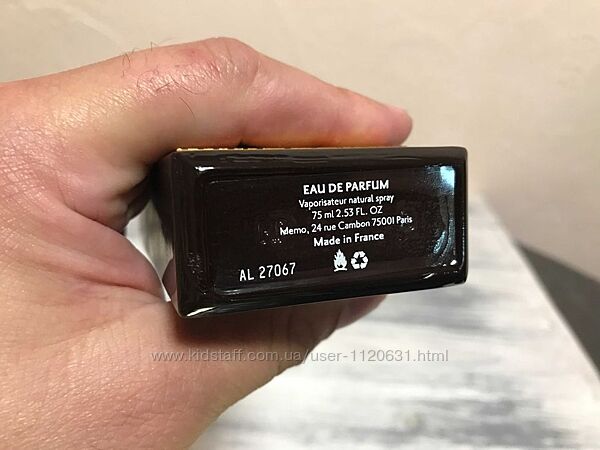 EAU DE PARFUM
Vaporisateur natural spray
75 ml 2.53 FL. OZ
Memo, 24 rue Cambon 75001 Paris
Made in France
AL 27067
www.kidstaff.com.ua/user-1120631.html